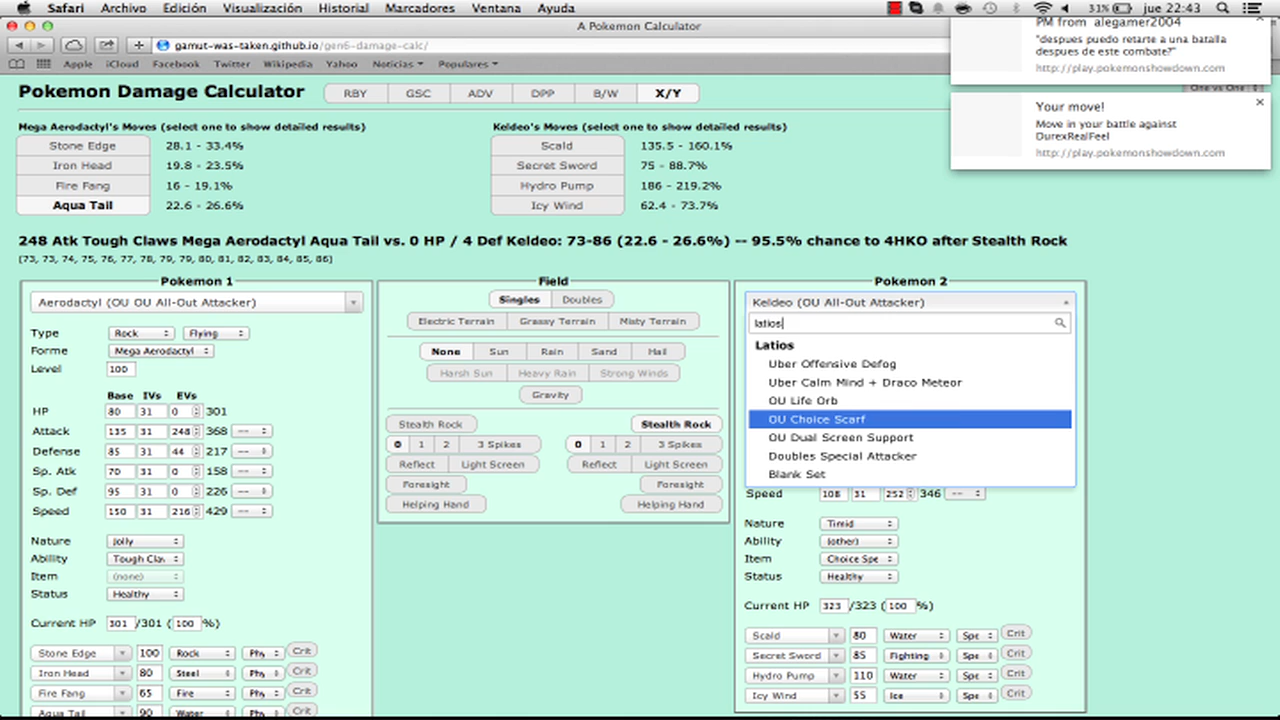 Safari Archivo Edición Visualización Historial Marcadores Ventana Ayuda 31% jue 22:43
A Pokemon Calculator
gamut-was-taken.github.io/gen6-damage-calc/
Apple iCloud Facebook Twitter Wikipedia Yahoo Noticias Populares
PM from alegamer2004
"despues puedo retarte a una batalla
despues de este combate?"
http://play.pokemonshowdown.com
One vs One
Your move!
Move in your battle against
DurexRealFeel
http://play.pokemonshowdown.com
Pokemon Damage Calculator RBY GSC ADV DPP B/W X/Y
Mega Aerodactyl's Moves (select one to show detailed results)
Stone Edge 28.1 - 33.4%
Iron Head 19.8 - 23.5%
Fire Fang 16 - 19.1%
Aqua Tail 22.6 - 26.6%
Keldeo's Moves (select one to show detailed results)
Scald 135.5 - 160.1%
Secret Sword 75 - 88.7%
Hydro Pump 186 - 219.2%
Icy Wind 62.4 - 73.7%
248 Atk Tough Claws Mega Aerodactyl Aqua Tail vs. 0 HP / 4 Def Keldeo: 73-86 (22.6 - 26.6%) -- 95.5% chance to 4HKO after Stealth Rock
(73, 73, 74, 75, 76, 77, 78, 79, 79, 80, 81, 82, 83, 84, 85, 86)
Pokemon 1
Aerodactyl (OU OU All-Out Attacker)
Type Rock Flying
Forme Mega Aerodactyl
Level 100
Base IVs EVs
HP 80 31 0 301
Attack 135 31 248 368 --
Defense 85 31 44 217 --
Sp. Atk 70 31 0 158 --
Sp. Def 95 31 0 226 --
Speed 150 31 216 429 --
Nature Jolly
Ability Tough Cla
Item (none)
Status Healthy
Current HP 301 /301 ( 100 %)
Stone Edge 100 Rock Phy Crit
Iron Head 80 Steel Phy Crit
Fire Fang 65 Fire Phy Crit
Aqua Tail 90 Water Phy Crit
Field
Singles Doubles
Electric Terrain Grassy Terrain Misty Terrain
None Sun Rain Sand Hail
Harsh Sun Heavy Rain Strong Winds
Gravity
Stealth Rock Stealth Rock
0 1 2 3 Spikes 0 1 2 3 Spikes
Reflect Light Screen Reflect Light Screen
Foresight Foresight
Helping Hand Helping Hand
Pokemon 2
Keldeo (OU All-Out Attacker)
latios
Latios
Uber Offensive Defog
Uber Calm Mind + Draco Meteor
OU Life Orb
OU Choice Scarf
OU Dual Screen Support
Doubles Special Attacker
Blank Set
Speed 108 31 252 346 --
Nature Timid
Ability (other)
Item Choice Spe
Status Healthy
Current HP 323 /323 ( 100 %)
Scald 80 Water Spe Crit
Secret Sword 85 Fighting Spe Crit
Hydro Pump 110 Water Spe Crit
Icy Wind 55 Ice Spe Crit